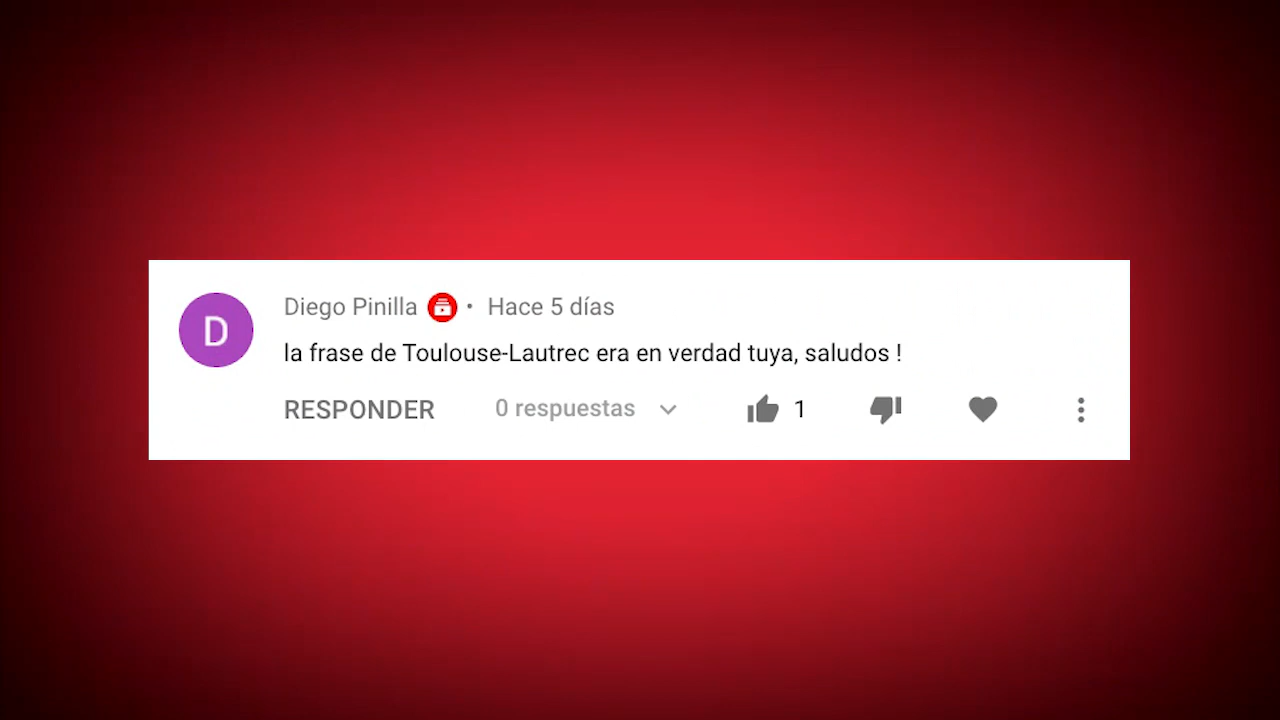 Diego Pinilla • Hace 5 días
D
la frase de Toulouse-Lautrec era en verdad tuya, saludos !
RESPONDER 0 respuestas 1